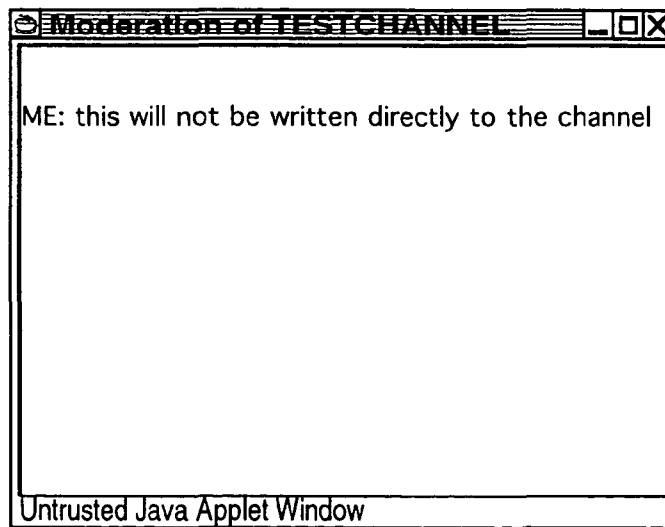 Moderation of TESTCHANNEL
ME: this will not be written directly to the channel
Untrusted Java Applet Window